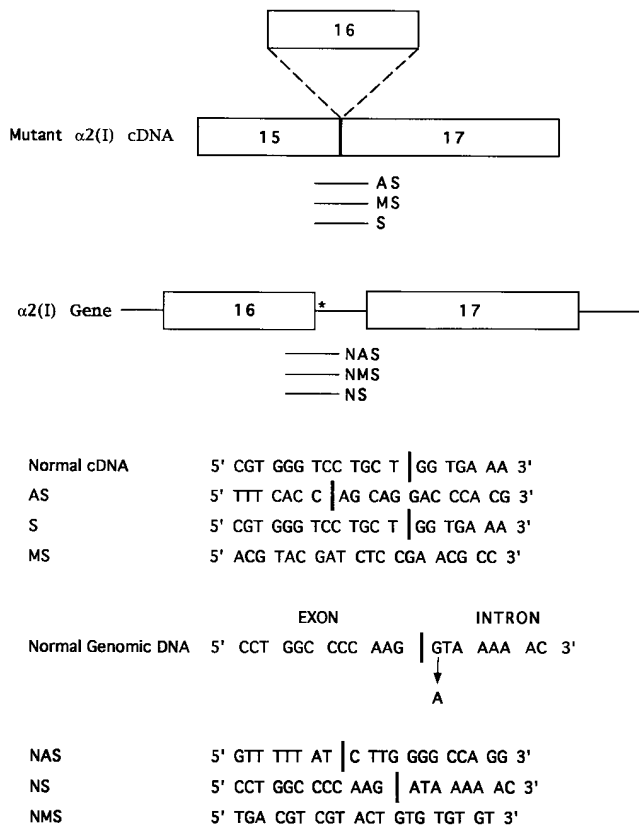 16
Mutant α2(I) cDNA 15 17
AS
MS
S
*
α2(I) Gene 16 17
NAS
NMS
NS
Normal cDNA 5' CGT GGG TCC TGC T GG TGA AA 3'
AS 5' TTT CAC C AG CAG GAC CCA CG 3'
S 5' CGT GGG TCC TGC T GG TGA AA 3'
MS 5' ACG TAC GAT CTC CGA ACG CC 3'
EXON INTRON
Normal Genomic DNA 5' CCT GGC CCC AAG GTA AAA AC 3'
A
NAS 5' GTT TTT AT C TTG GGG CCA GG 3'
NS 5' CCT GGC CCC AAG ATA AAA AC 3'
NMS 5' TGA CGT CGT ACT GTG TGT GT 3'